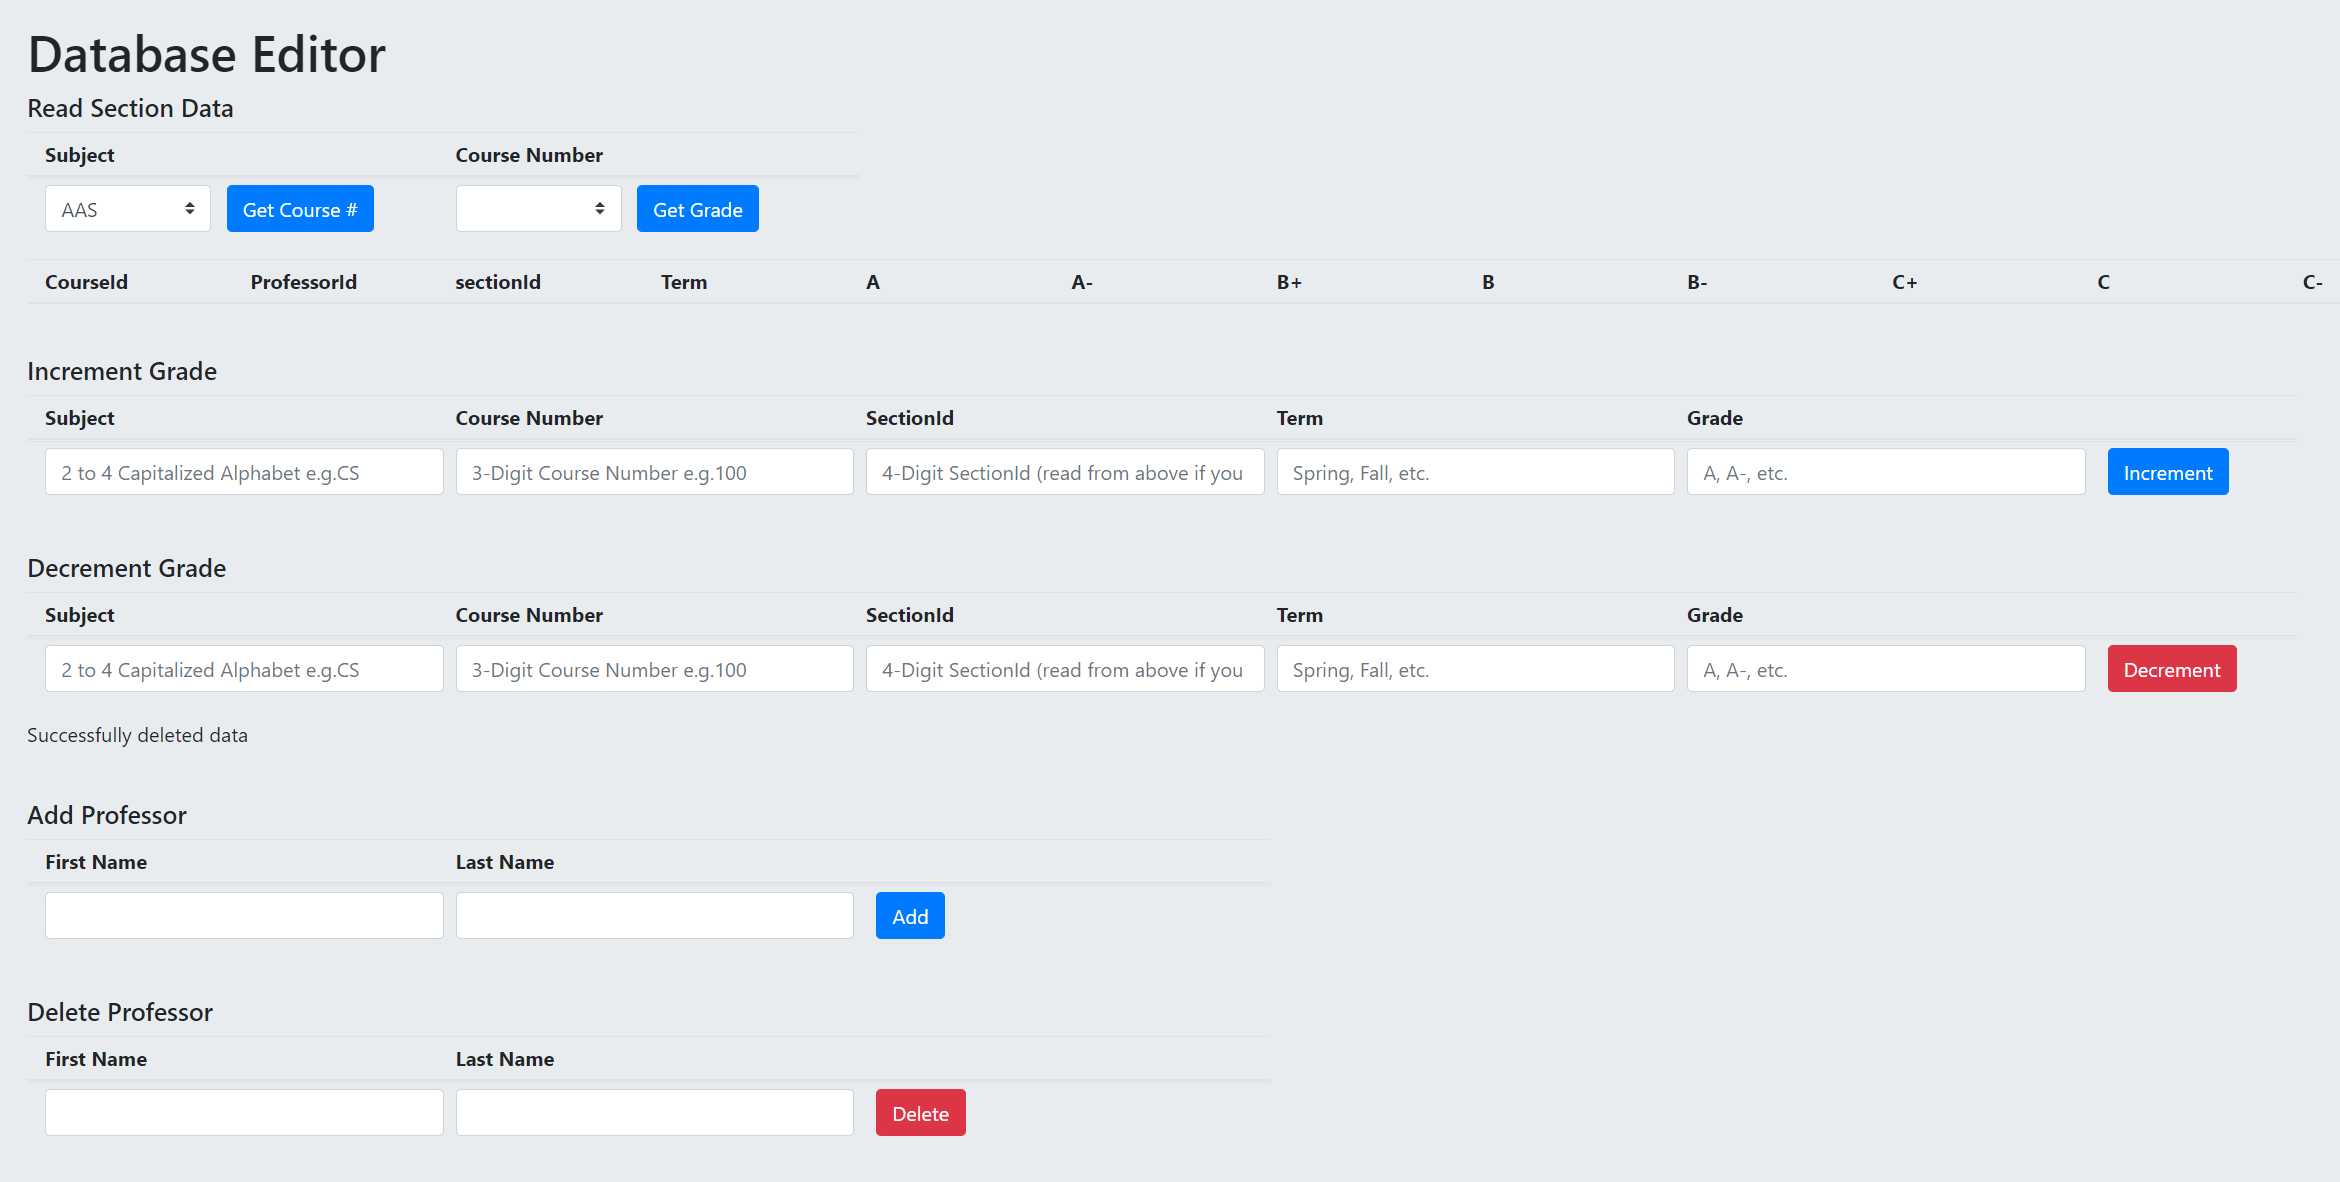 Database Editor
Read Section Data
Subject Course Number
AAS Get Course # Get Grade
CourseId ProfessorId sectionId Term A A- B+ B B- C+ C C-
Increment Grade
Subject Course Number SectionId Term Grade
2 to 4 Capitalized Alphabet e.g.CS 3-Digit Course Number e.g.100 4-Digit SectionId (read from above if you Spring, Fall, etc. A, A-, etc. Increment
Decrement Grade
Subject Course Number SectionId Term Grade
2 to 4 Capitalized Alphabet e.g.CS 3-Digit Course Number e.g.100 4-Digit SectionId (read from above if you Spring, Fall, etc. A, A-, etc. Decrement
Successfully deleted data
Add Professor
First Name Last Name
Add
Delete Professor
First Name Last Name
Delete